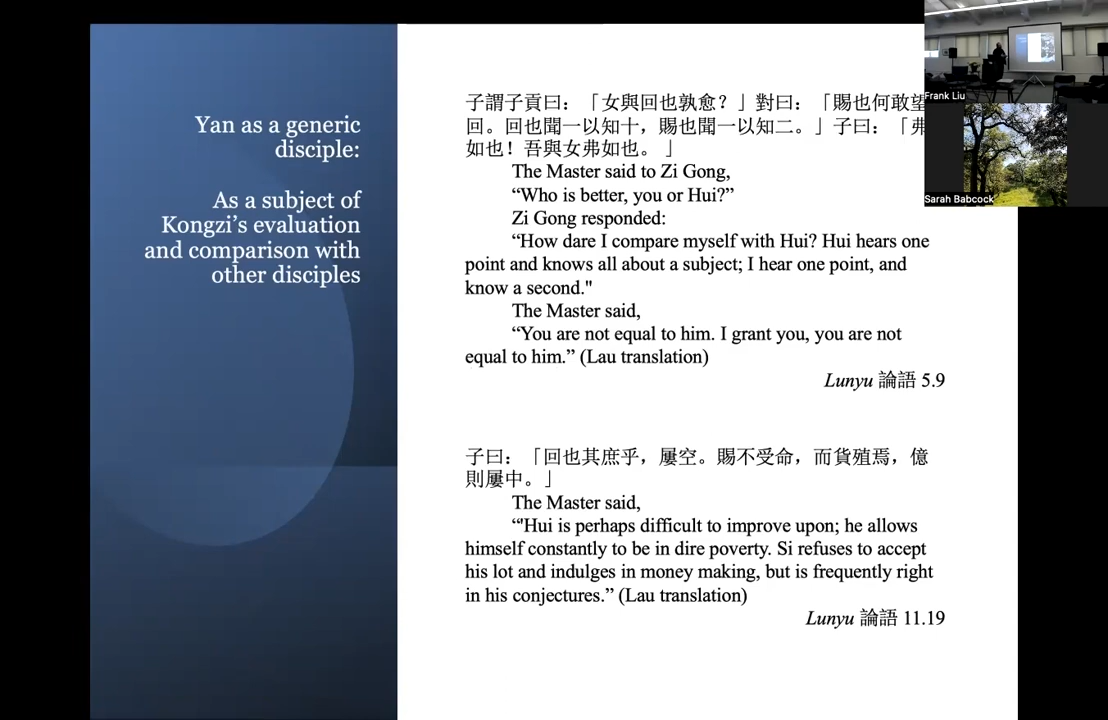 Yan as a generic
disciple:
As a subject of
Kongzi’s evaluation
and comparison with
other disciples
子謂子貢曰：「女與回也孰愈？」對曰：「賜也何敢望
回。回也聞一以知十，賜也聞一以知二。」子曰：「弗
如也！吾與女弗如也。」
The Master said to Zi Gong,
“Who is better, you or Hui?”
Zi Gong responded:
“How dare I compare myself with Hui? Hui hears one
point and knows all about a subject; I hear one point, and
know a second."
The Master said,
“You are not equal to him. I grant you, you are not
equal to him.” (Lau translation)
Lunyu 論語 5.9
子曰：「回也其庶乎，屢空。賜不受命，而貨殖焉，億
則屢中。」
The Master said,
“'Hui is perhaps difficult to improve upon; he allows
himself constantly to be in dire poverty. Si refuses to accept
his lot and indulges in money making, but is frequently right
in his conjectures.” (Lau translation)
Lunyu 論語 11.19
Frank Liu
Sarah Babcock